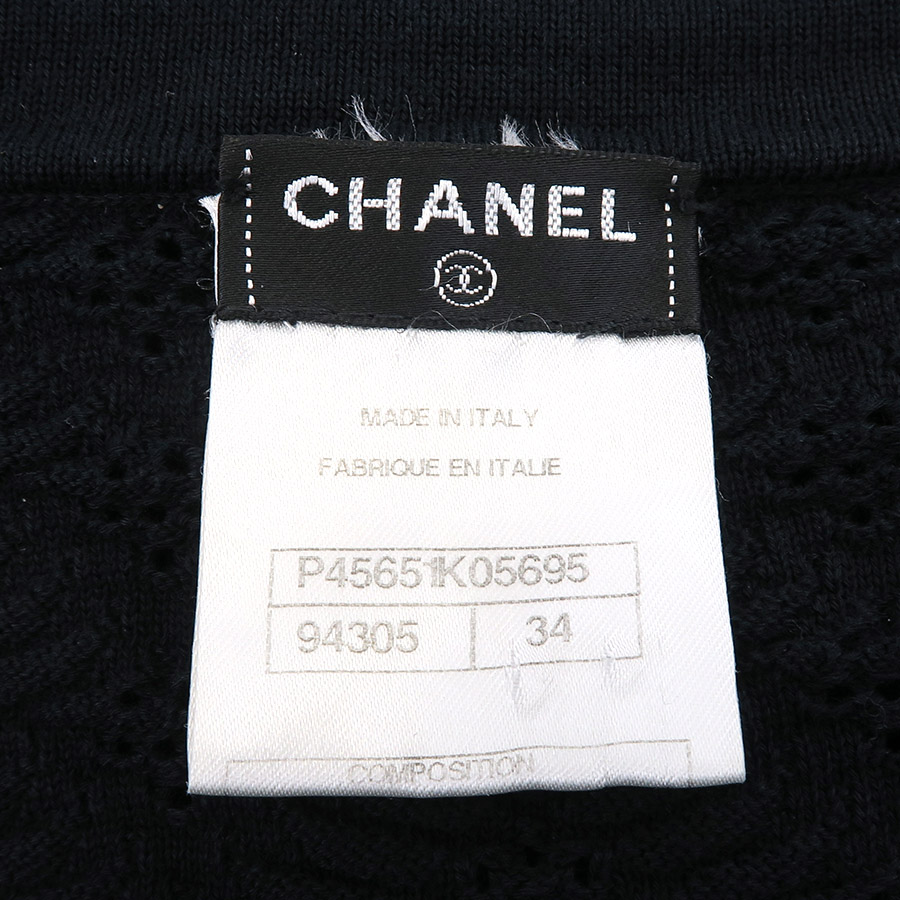 CHANEL
MADE IN ITALY
FABRIQUE EN ITALIE
P45651K05695
94305 34
COMPOSITION